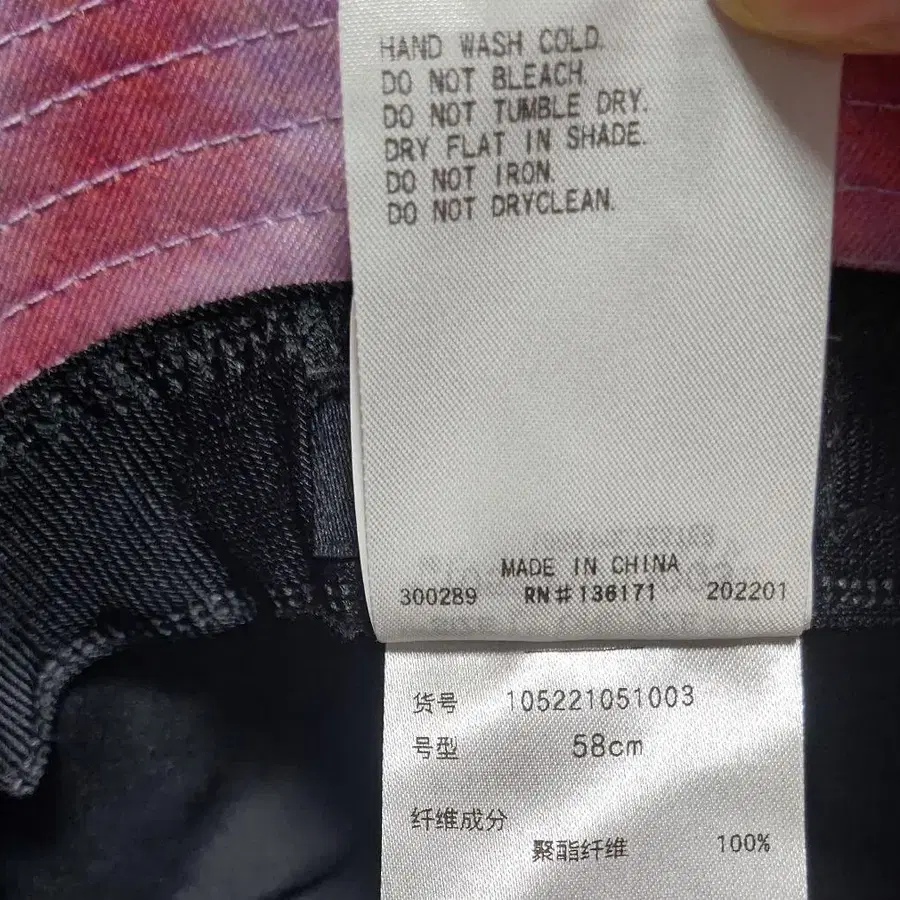 HAND WASH COLD.
DO NOT BLEACH.
DO NOT TUMBLE DRY.
DRY FLAT IN SHADE.
DO NOT IRON.
DO NOT DRYCLEAN.
MADE IN CHINA
300289 RN#136171 202201
货号 105221051003
号型 58cm
纤维成分
聚酯纤维 100%